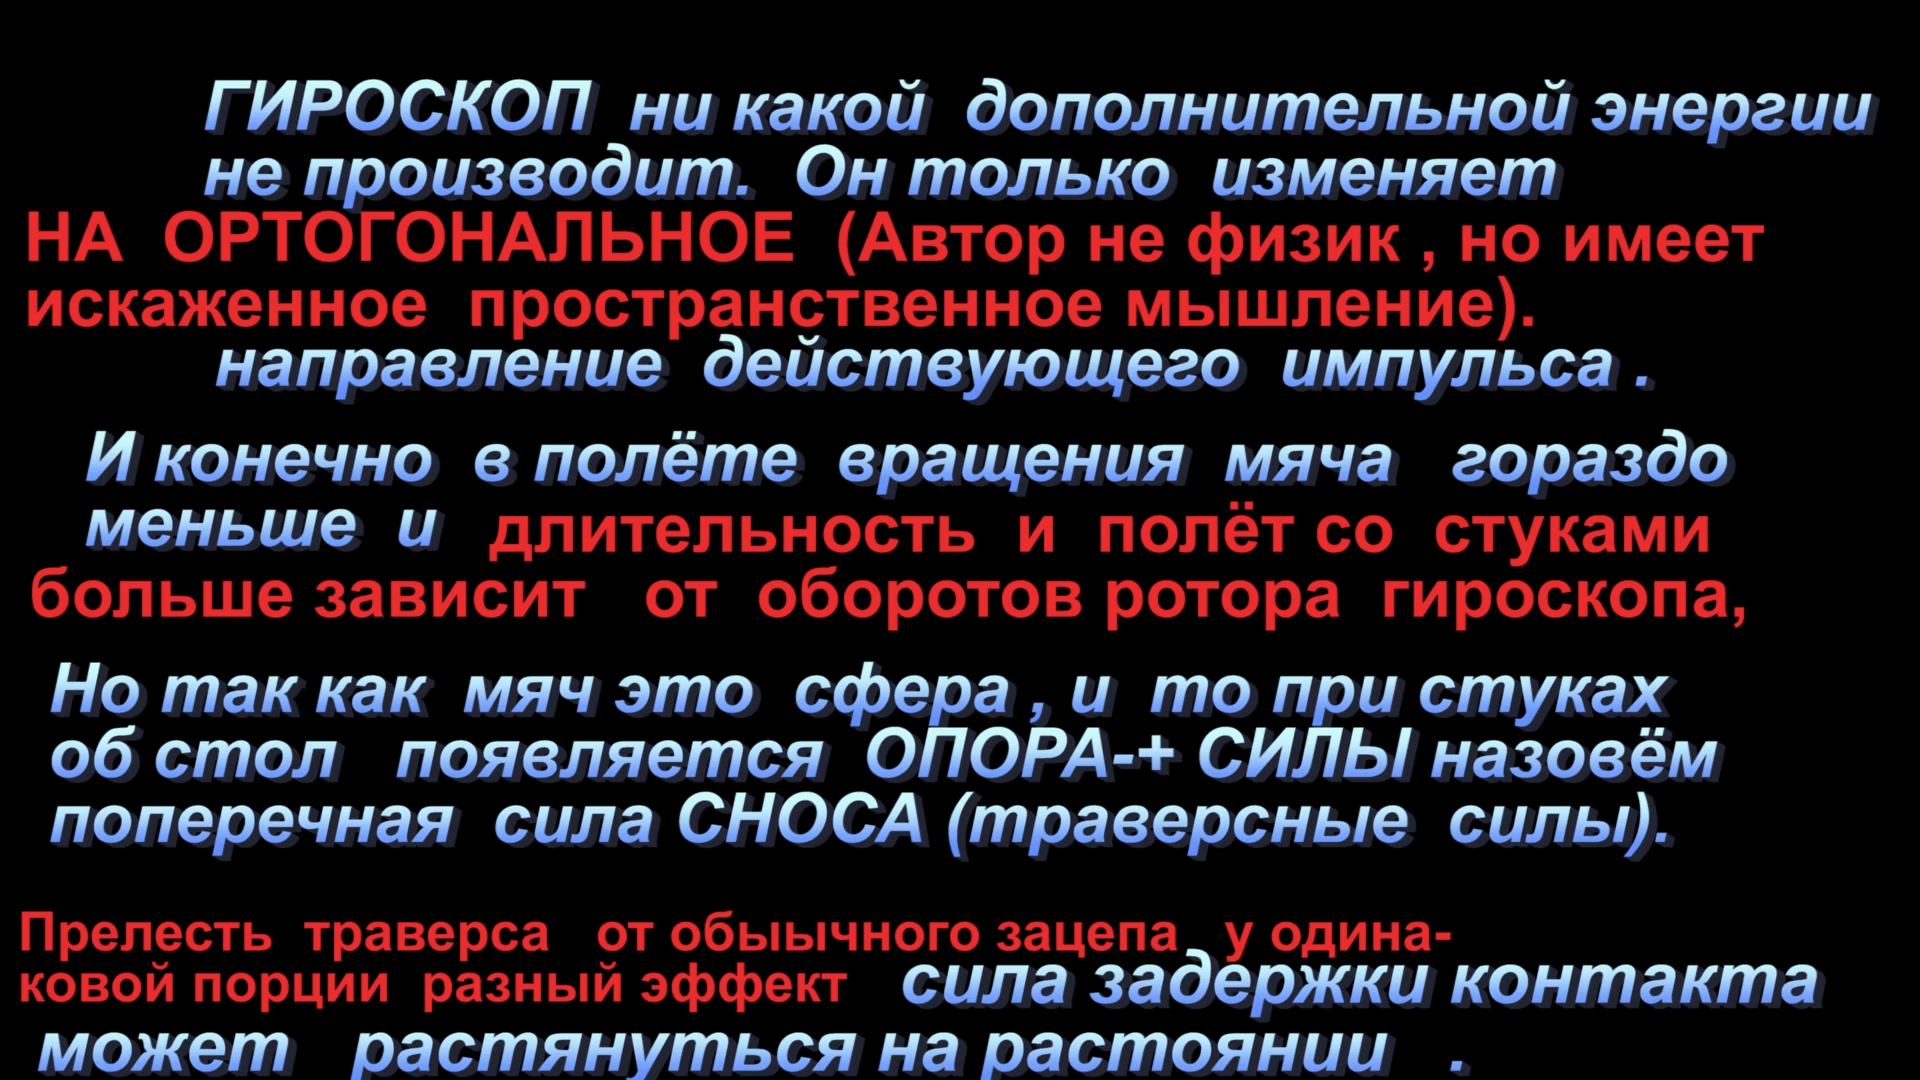 ГИРОСКОП ни какой дополнительной энергии
не производит. Он только изменяет
НА ОРТОГОНАЛЬНОЕ (Автор не физик , но имеет
искаженное пространственное мышление).
направление действующего импульса .
И конечно в полёте вращения мяча гораздо
меньше и длительность и полёт со стуками
больше зависит от оборотов ротора гироскопа,
Но так как мяч это сфера , и то при стуках
об стол появляется ОПОРА-+ СИЛЫ назовём
поперечная сила СНОСА (траверсные силы).
Прелесть траверса от обыычного зацепа у одина-
ковой порции разный эффект сила задержки контакта
может растянуться на растоянии .